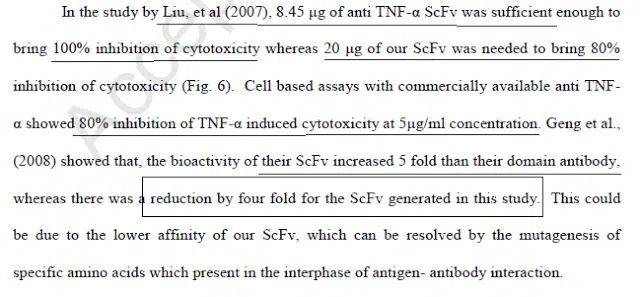 In the study by Liu, et al (2007), 8.45 μg of anti TNF-α ScFv was sufficient enough to
bring 100% inhibition of cytotoxicity whereas 20 μg of our ScFv was needed to bring 80%
inhibition of cytotoxicity (Fig. 6). Cell based assays with commercially available anti TNF-
α showed 80% inhibition of TNF-α induced cytotoxicity at 5μg/ml concentration. Geng et al.,
(2008) showed that, the bioactivity of their ScFv increased 5 fold than their domain antibody,
whereas there was a reduction by four fold for the ScFv generated in this study. This could
be due to the lower affinity of our ScFv, which can be resolved by the mutagenesis of
specific amino acids which present in the interphase of antigen- antibody interaction.